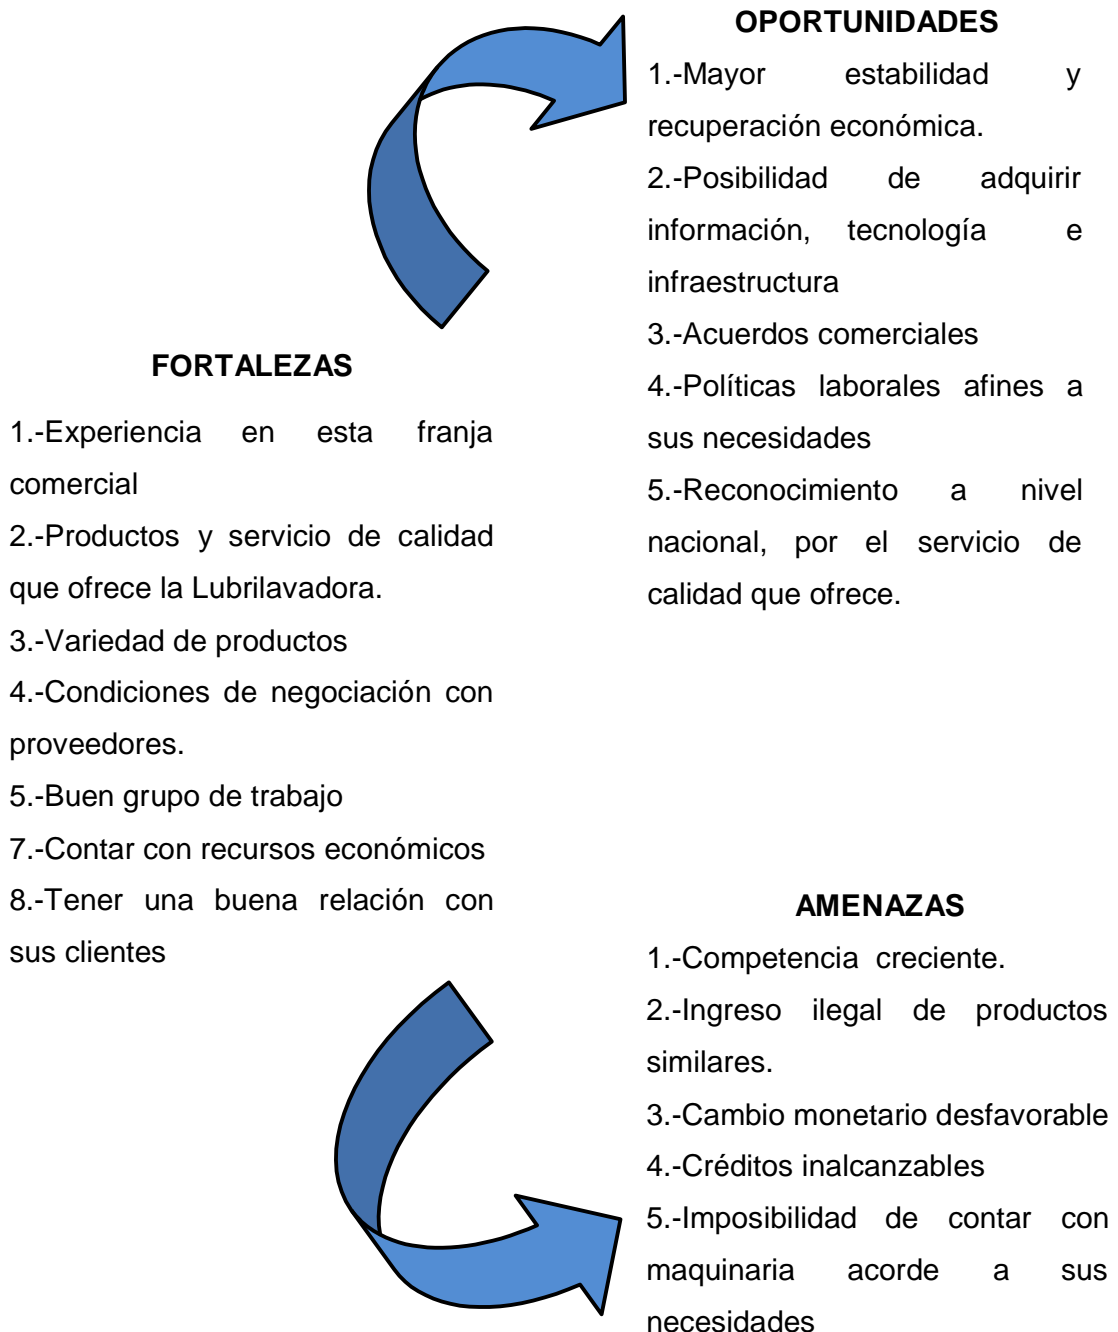 OPORTUNIDADES
1.-Mayor estabilidad y
recuperación económica.
2.-Posibilidad de adquirir
información, tecnología e
infraestructura
3.-Acuerdos comerciales
4.-Políticas laborales afines a
sus necesidades
5.-Reconocimiento a nivel
nacional, por el servicio de
calidad que ofrece.
FORTALEZAS
1.-Experiencia en esta franja
comercial
2.-Productos y servicio de calidad
que ofrece la Lubrilavadora.
3.-Variedad de productos
4.-Condiciones de negociación con
proveedores.
5.-Buen grupo de trabajo
7.-Contar con recursos económicos
8.-Tener una buena relación con
sus clientes
AMENAZAS
1.-Competencia creciente.
2.-Ingreso ilegal de productos
similares.
3.-Cambio monetario desfavorable
4.-Créditos inalcanzables
5.-Imposibilidad de contar con
maquinaria acorde a sus
necesidades